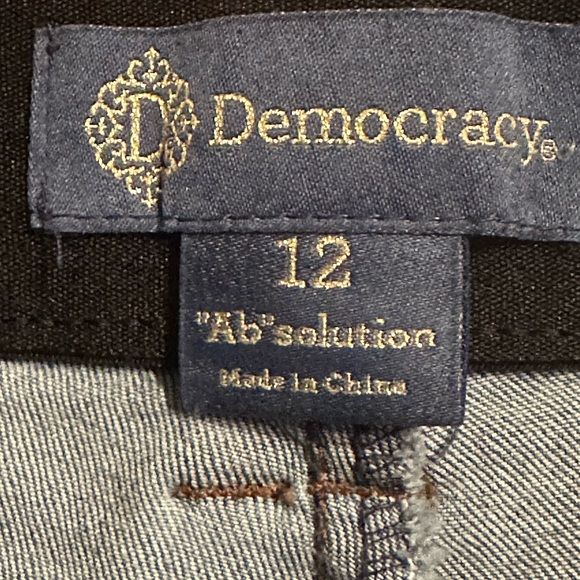 D Democracy®
12
"Ab"solution
Made in China